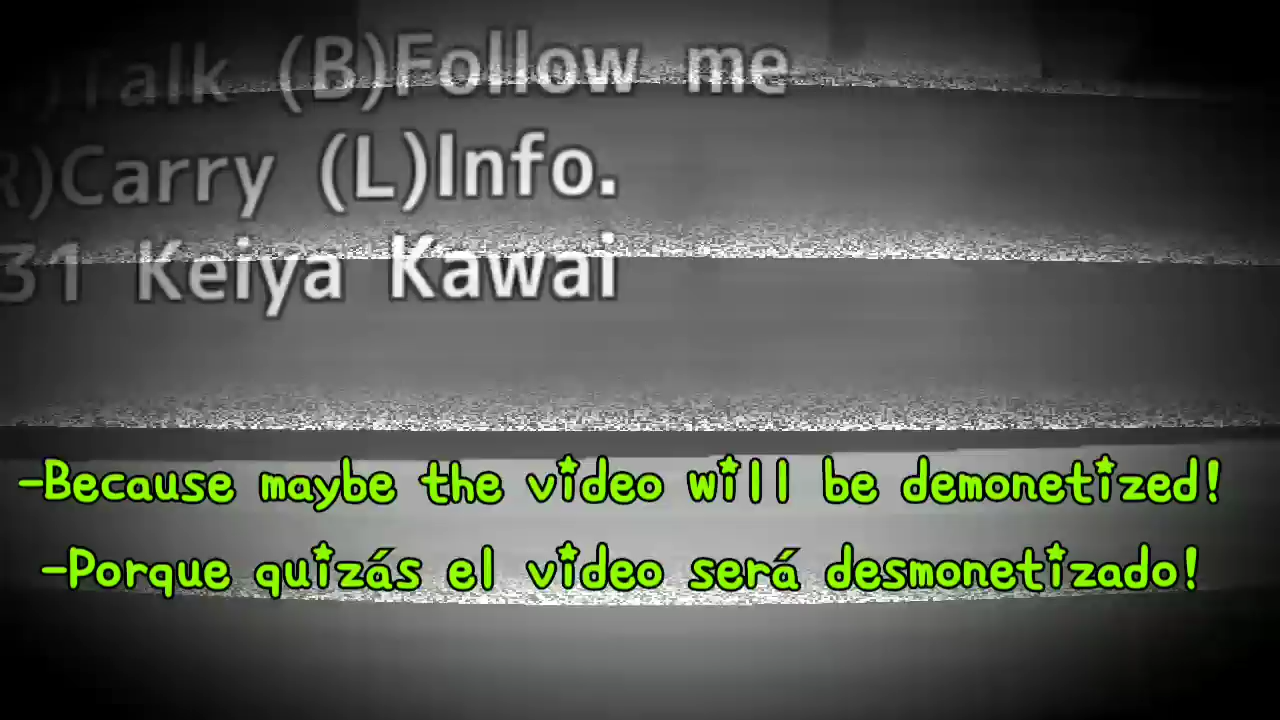 )Talk (B)Follow me
R)Carry (L)Info.
31 Keiya Kawai
-Because maybe the video will be demonetized!
-Porque quizás el video será desmonetizado!